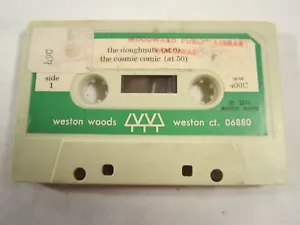 WOODWARD PUBLIC LIBRARY
the doughnuts (at 0)
the cosmic comic (at 50)
side
1
ww
400C
weston woods
weston ct. 06880